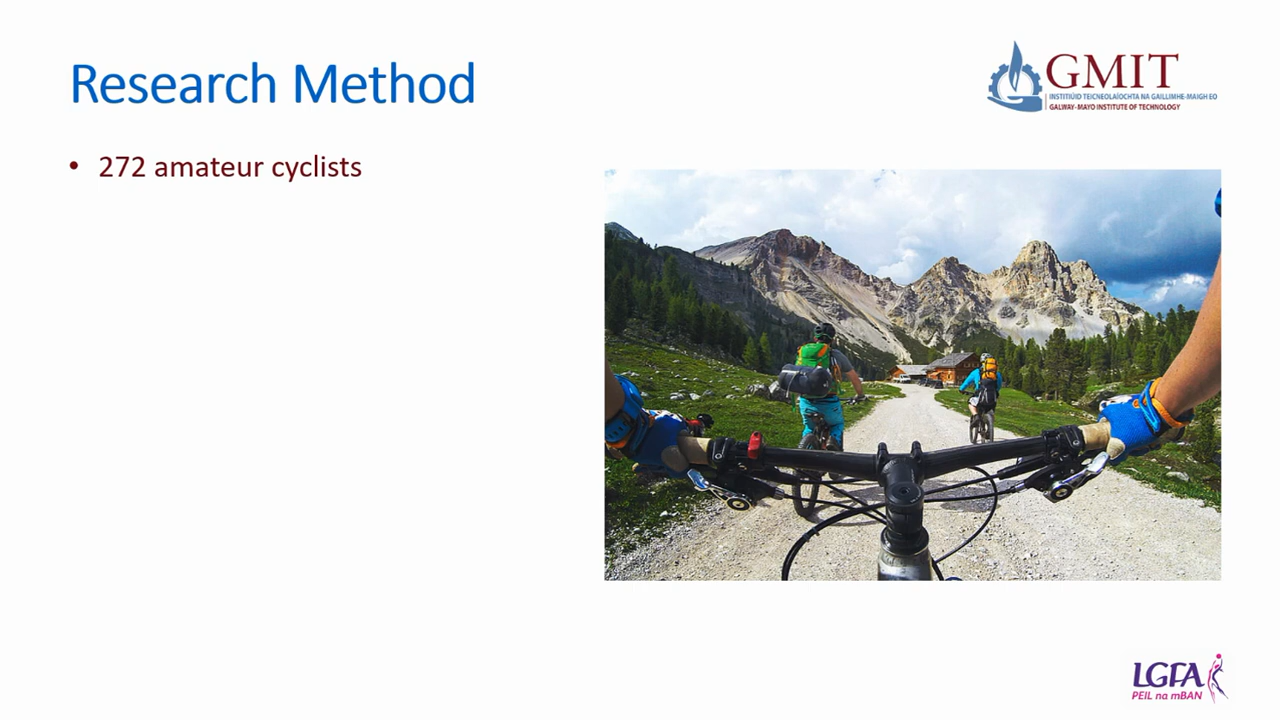 Research Method
GMIT
INSTITIÚID TEICNEOLAÍOCHTA NA GAILLIMHE-MAIGH EO
GALWAY-MAYO INSTITUTE OF TECHNOLOGY
• 272 amateur cyclists
LGFA
PEIL na mBAN